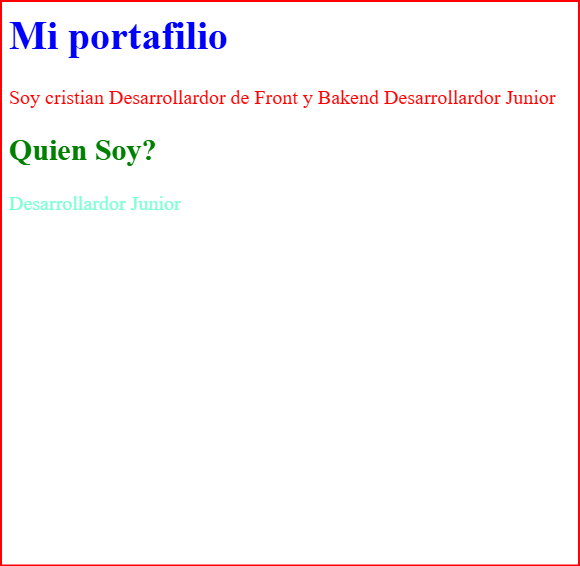 Mi portafilio
Soy cristian Desarrollardor de Front y Bakend Desarrollardor Junior
Quien Soy?
Desarrollardor Junior